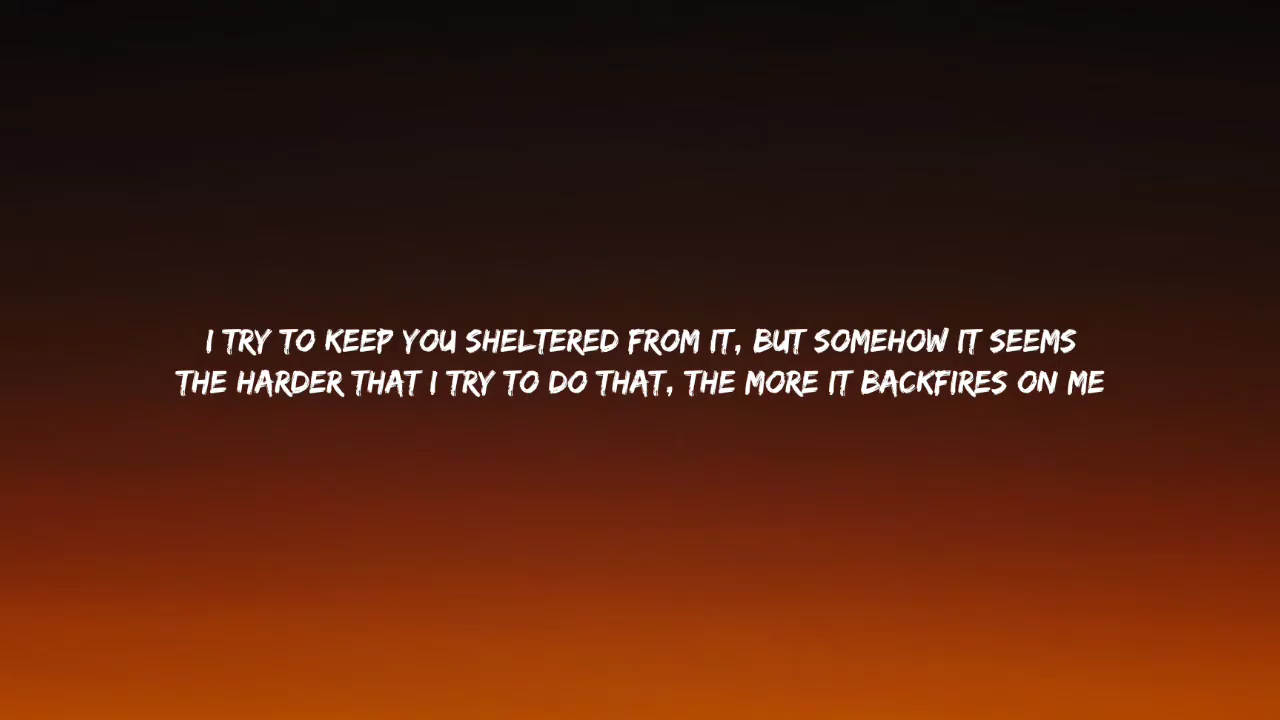 I TRY TO KEEP YOU SHELTERED FROM IT, BUT SOMEHOW IT SEEMS
THE HARDER THAT I TRY TO DO THAT, THE MORE IT BACKFIRES ON ME